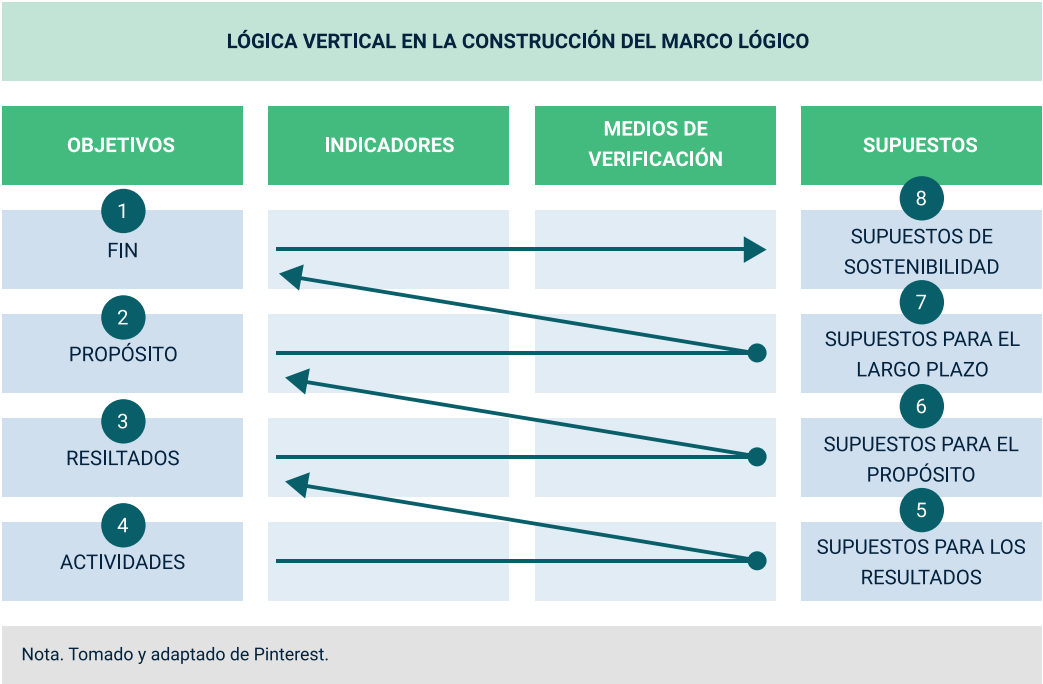 LÓGICA VERTICAL EN LA CONSTRUCCIÓN DEL MARCO LÓGICO
OBJETIVOS
INDICADORES
MEDIOS DE
VERIFICACIÓN
SUPUESTOS
1
FIN
8
SUPUESTOS DE
SOSTENIBILIDAD
2
PROPÓSITO
7
SUPUESTOS PARA EL
LARGO PLAZO
3
RESILTADOS
6
SUPUESTOS PARA EL
PROPÓSITO
4
ACTIVIDADES
5
SUPUESTOS PARA LOS
RESULTADOS
Nota. Tomado y adaptado de Pinterest.